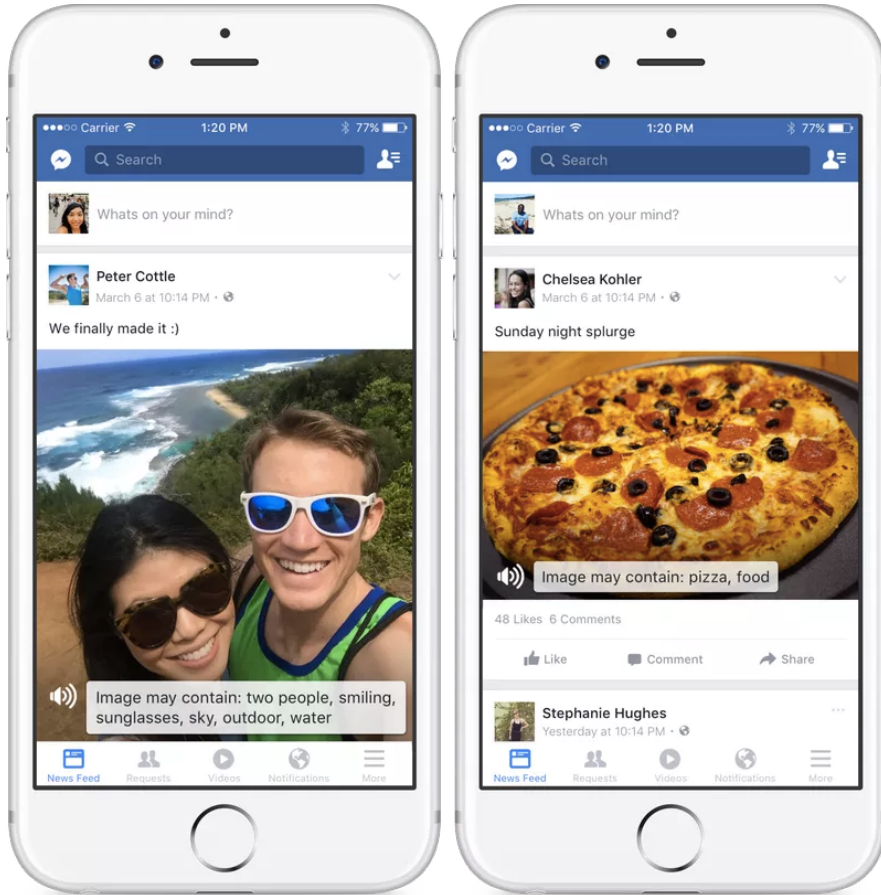 ●●●○○ Carrier 1:20 PM 77%
Search
Whats on your mind?
Peter Cottle
March 6 at 10:14 PM •
We finally made it :)
Image may contain: two people, smiling,
sunglasses, sky, outdoor, water
News Feed Requests Videos Notifications More
●●●○○ Carrier 1:20 PM 77%
Search
Whats on your mind?
Chelsea Kohler
March 6 at 10:14 PM •
Sunday night splurge
Image may contain: pizza, food
48 Likes 6 Comments
Like Comment Share
Stephanie Hughes
Yesterday at 10:14 PM •
News Feed Requests Videos Notifications More